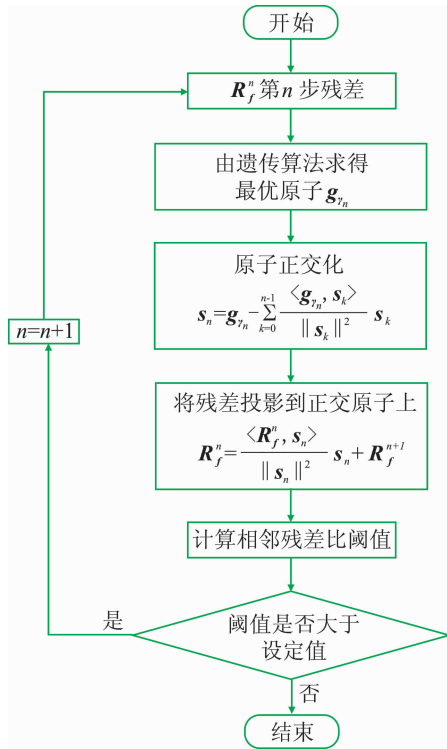 开始
R_f^n 第n步残差
由遗传算法求得
最优原子 g_{γ_n}
原子正交化
s_n=g_{γ_n}-∑_{k=0}^{n-1} <g_{γ_n}, s_k>/‖s_k‖^2 s_k
n=n+1
将残差投影到正交原子上
R_f^n=<R_f^n, s_n>/‖s_n‖^2 s_n+R_f^{n+1}
计算相邻残差比阈值
是
阈值是否大于
设定值
否
结束